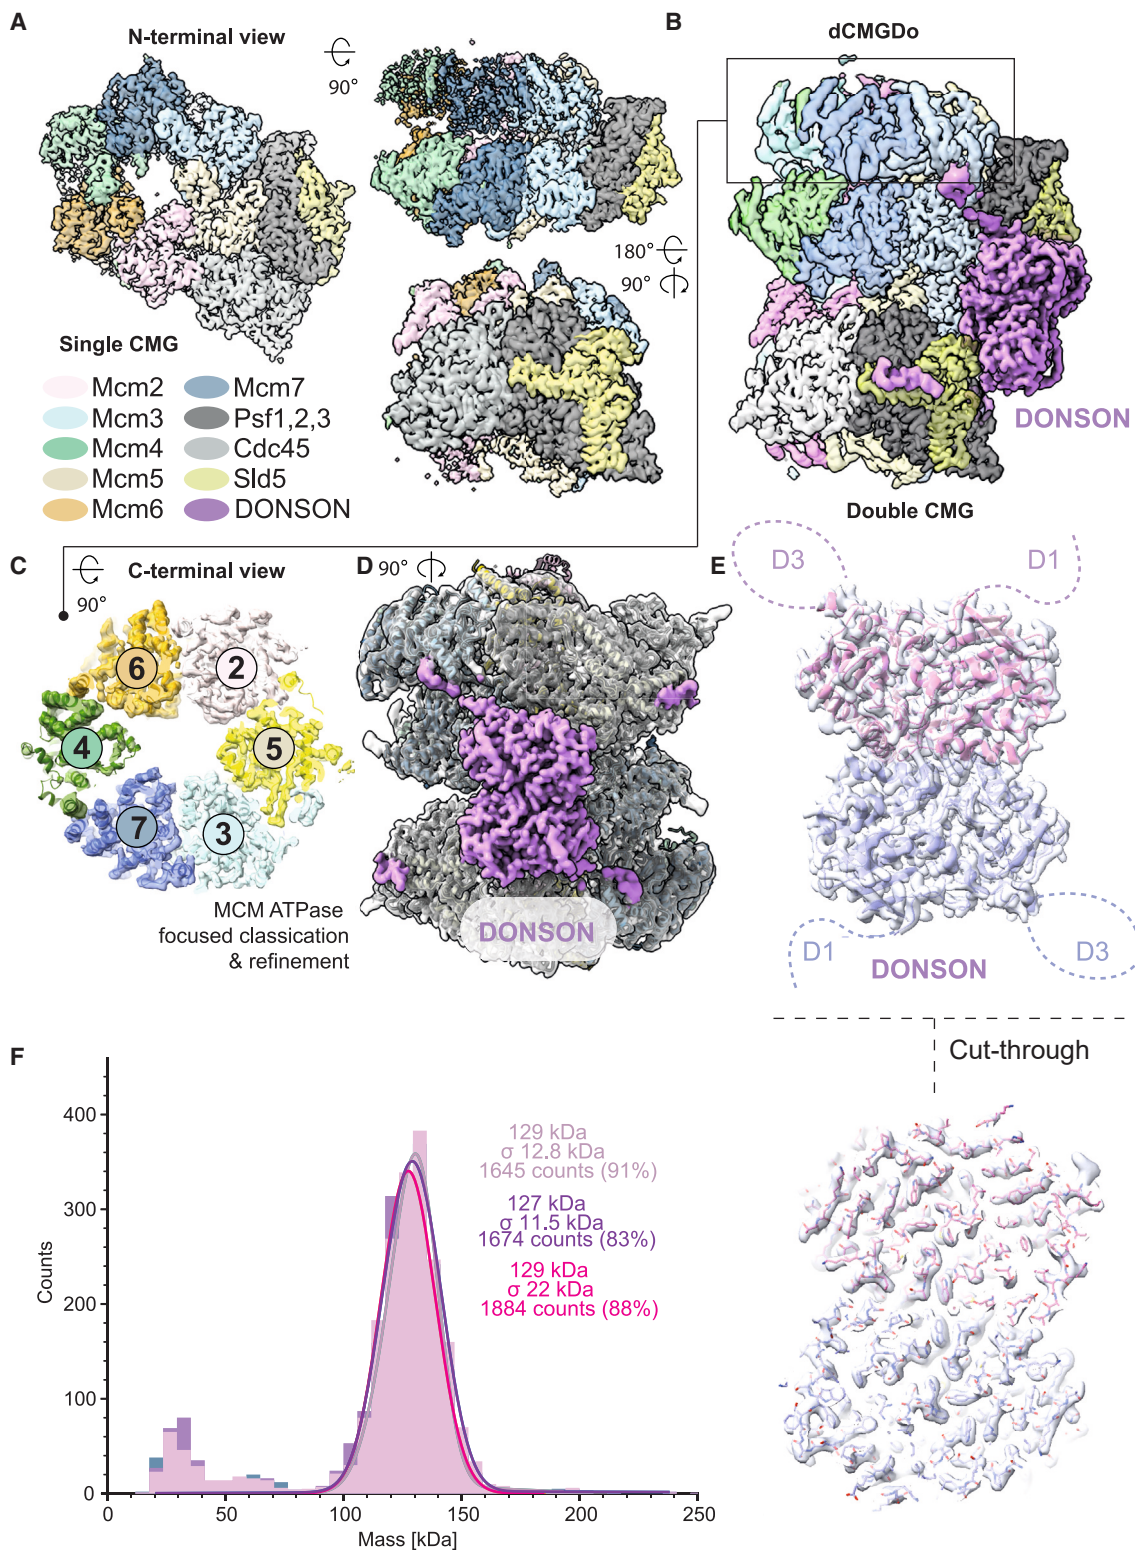 A
N-terminal view
90°
B
dCMGDo
180°
90°
DONSON
Single CMG
Mcm2
Mcm3
Mcm4
Mcm5
Mcm6
Mcm7
Psf1,2,3
Cdc45
Sld5
DONSON
Double CMG
C
90°
C-terminal view
6
2
4
5
7
3
MCM ATPase
focused classication
& refinement
D
90°
DONSON
E
D3
D1
D1
D3
DONSON
Cut-through
F
129 kDa
σ 12.8 kDa
1645 counts (91%)
127 kDa
σ 11.5 kDa
1674 counts (83%)
129 kDa
σ 22 kDa
1884 counts (88%)
Counts
400
300
200
100
0
0
50
100
150
200
250
Mass [kDa]